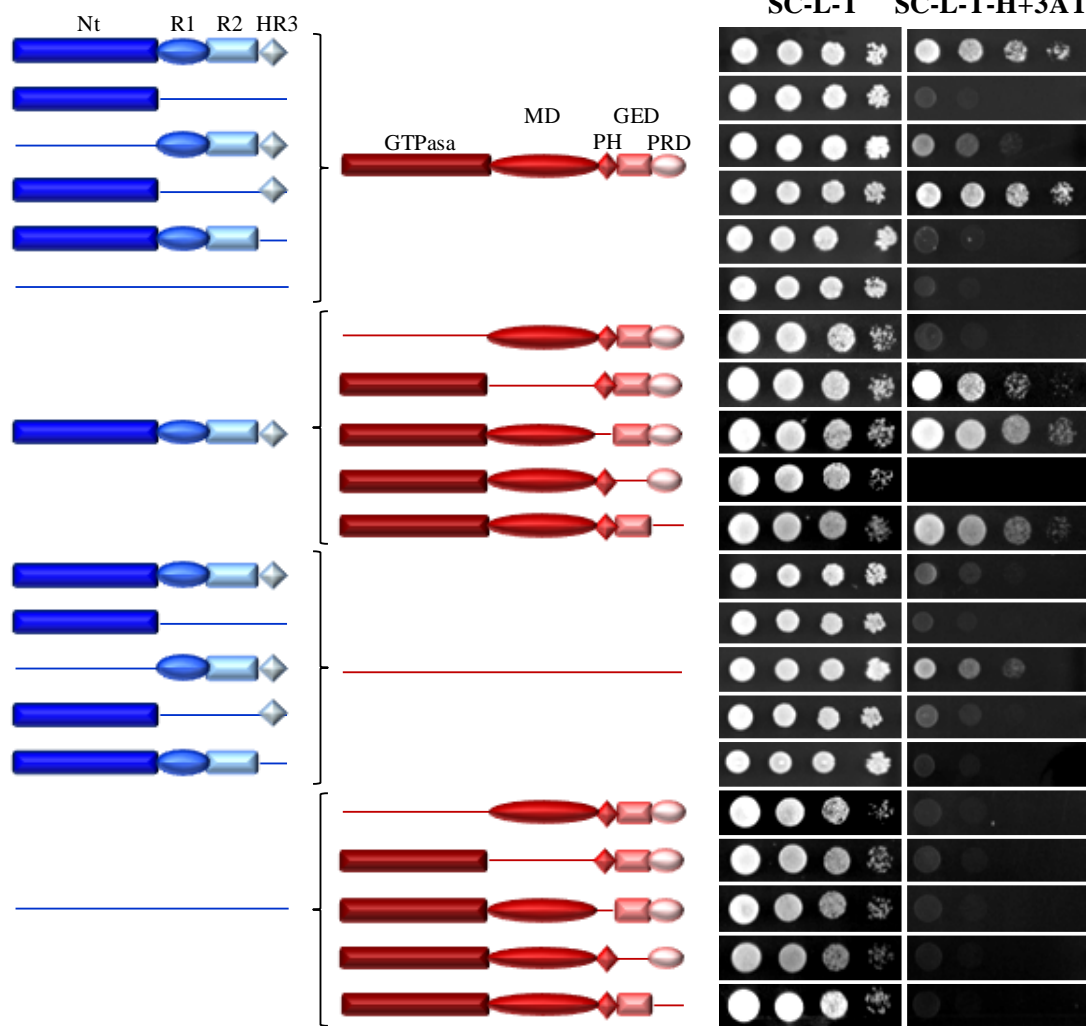 SC-L-T SC-L-T-H+3AT
Nt R1 R2 HR3
MD GED
GTPasa PH PRD